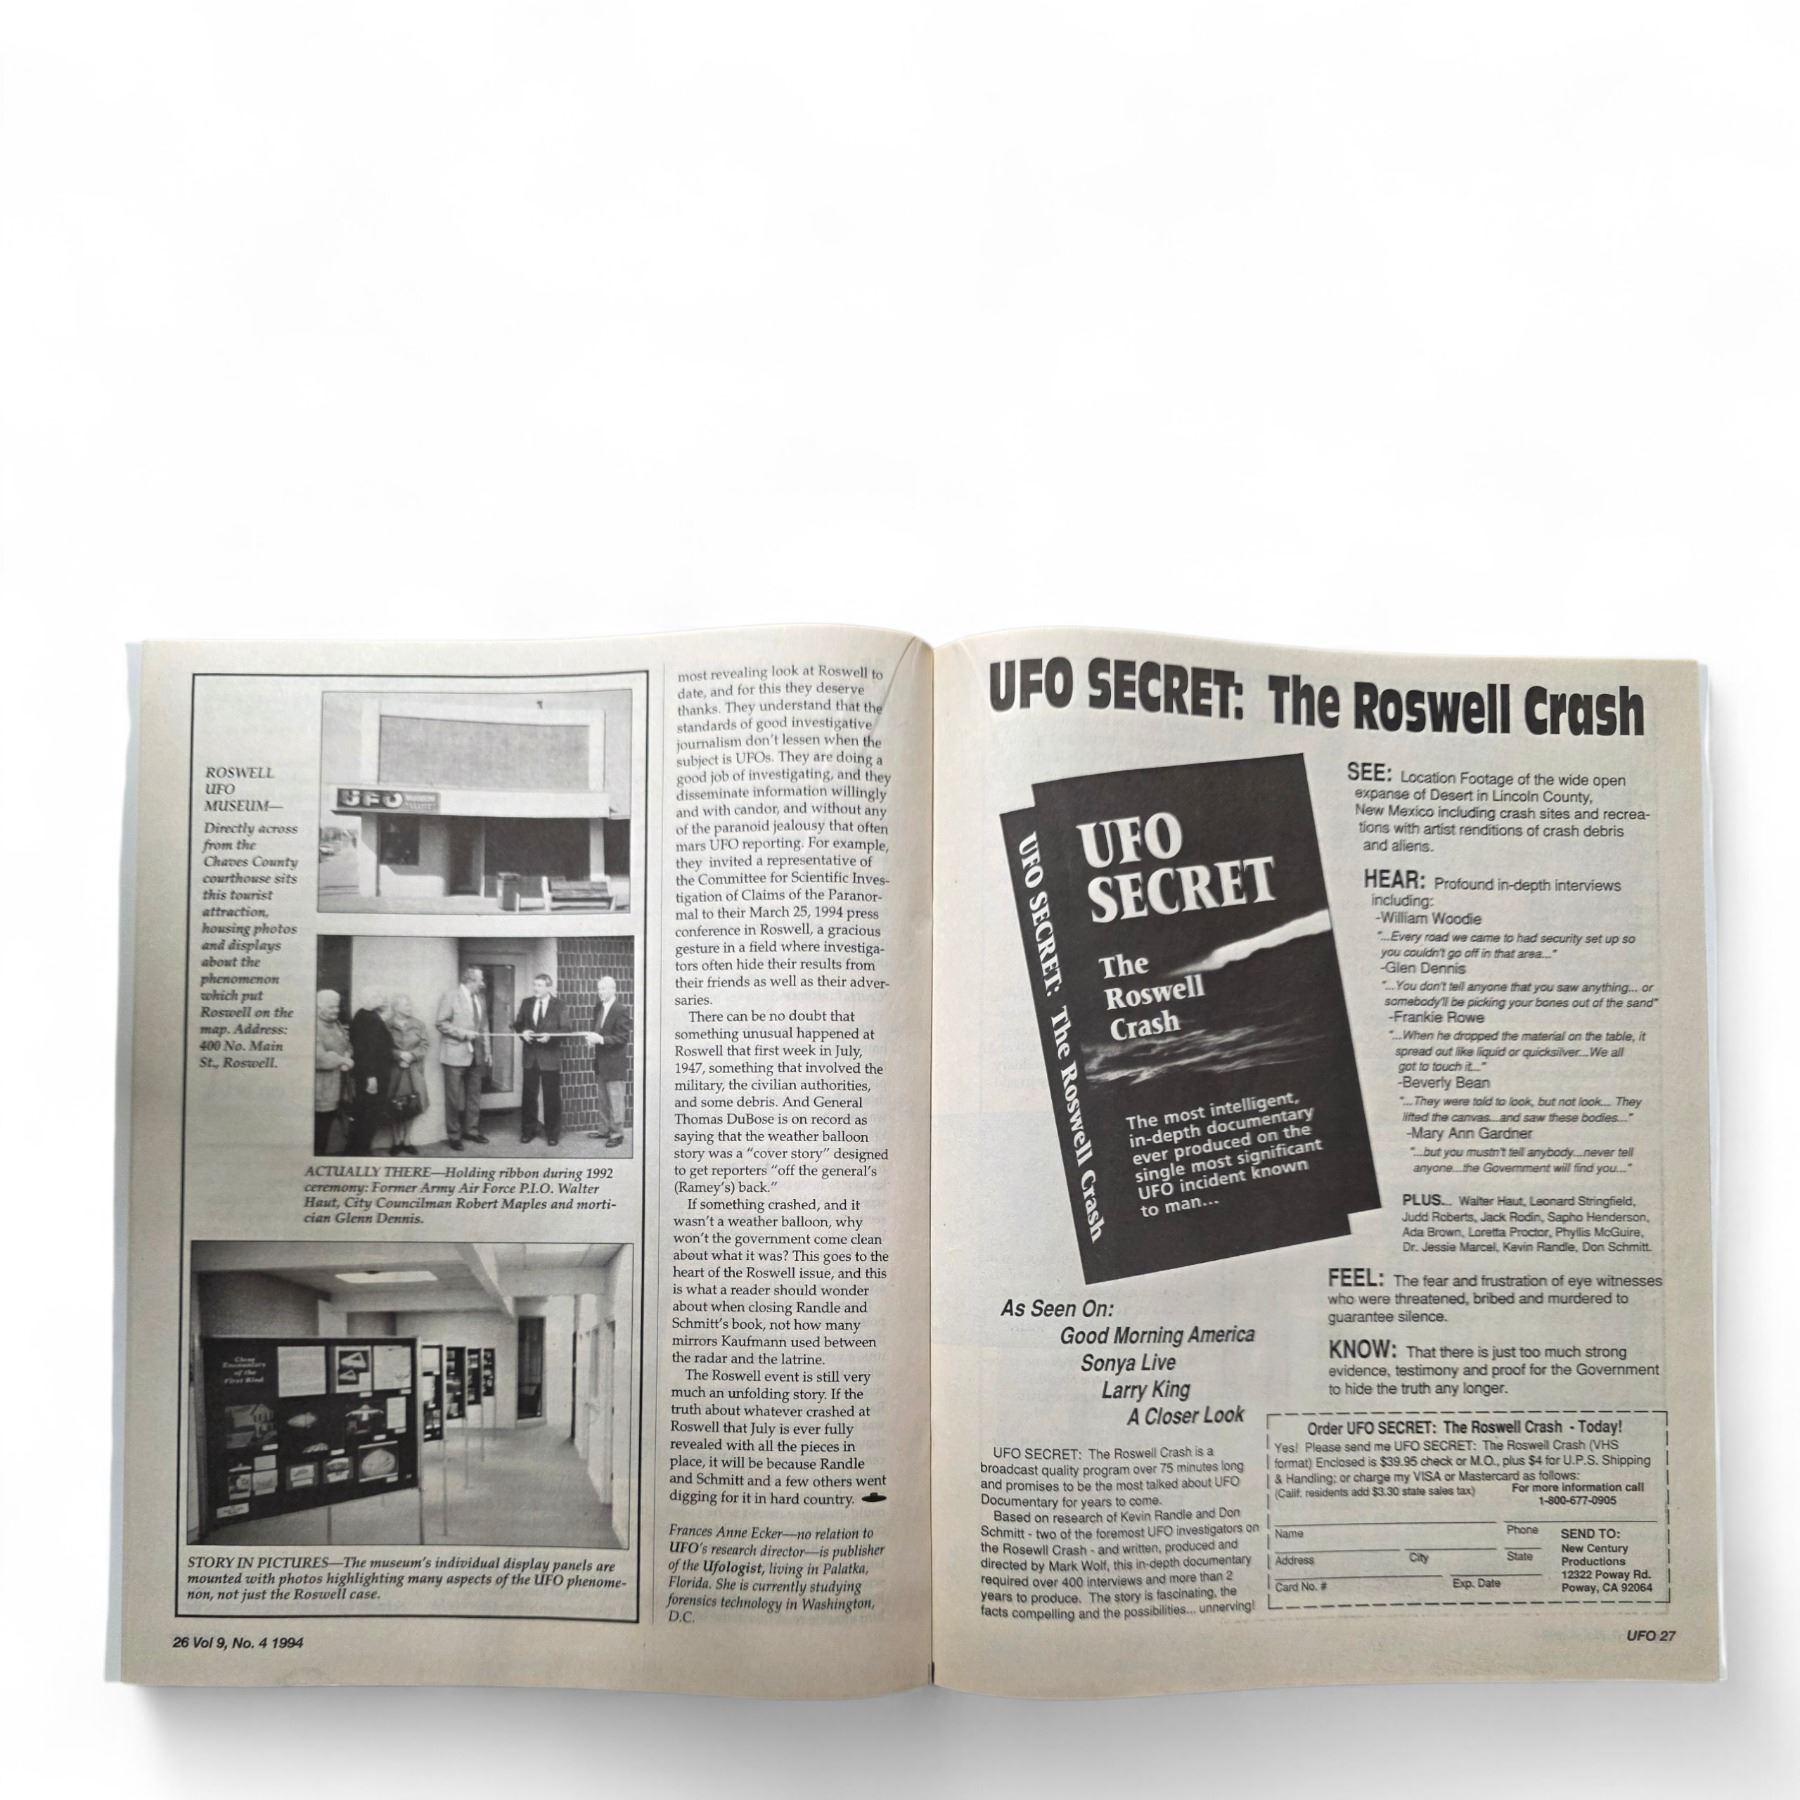 ROSWELL
UFO
MUSEUM—
Directly across
from the
Chaves County
courthouse sits
this tourist
attraction,
housing photos
and displays
about the
phenomenon
which put
Roswell on the
map. Address:
400 No. Main
St., Roswell.
UFO
ACTUALLY THERE—Holding ribbon during 1992
ceremony: Former Army Air Force P.I.O. Walter
Haut, City Councilman Robert Maples and morti-
cian Glenn Dennis.
Close
Encounters
of the
First Kind
STORY IN PICTURES—The museum's individual display panels are
mounted with photos highlighting many aspects of the UFO phenome-
non, not just the Roswell case.
most revealing look at Roswell to
date, and for this they deserve
thanks. They understand that the
standards of good investigative
journalism don't lessen when the
subject is UFOs. They are doing a
good job of investigating, and they
disseminate information willingly
and with candor, and without any
of the paranoid jealousy that often
mars UFO reporting. For example,
they invited a representative of
the Committee for Scientific Inves-
tigation of Claims of the Paranor-
mal to their March 25, 1994 press
conference in Roswell, a gracious
gesture in a field where investiga-
tors often hide their results from
their friends as well as their adver-
saries.
There can be no doubt that
something unusual happened at
Roswell that first week in July,
1947, something that involved the
military, the civilian authorities,
and some debris. And General
Thomas DuBose is on record as
saying that the weather balloon
story was a "cover story" designed
to get reporters "off the general's
(Ramey's) back."
If something crashed, and it
wasn't a weather balloon, why
won't the government come clean
about what it was? This goes to the
heart of the Roswell issue, and this
is what a reader should wonder
about when closing Randle and
Schmitt's book, not how many
mirrors Kaufmann used between
the radar and the latrine.
The Roswell event is still very
much an unfolding story. If the
truth about whatever crashed at
Roswell that July is ever fully
revealed with all the pieces in
place, it will be because Randle
and Schmitt and a few others went
digging for it in hard country.
Frances Anne Ecker—no relation to
UFO's research director—is publisher
of the Ufologist, living in Palatka,
Florida. She is currently studying
forensics technology in Washington,
D.C.
26 Vol 9, No. 4 1994
UFO SECRET: The Roswell Crash
UFO SECRET: The Roswell Crash
UFO
SECRET
The
Roswell
Crash
The most intelligent,
in-depth documentary
ever produced on the
single most significant
UFO incident known
to man...
As Seen On:
Good Morning America
Sonya Live
Larry King
A Closer Look
UFO SECRET: The Roswell Crash is a
broadcast quality program over 75 minutes long
and promises to be the most talked about UFO
Documentary for years to come.
Based on research of Kevin Randle and Don
Schmitt - two of the foremost UFO investigators on
the Rosewll Crash - and written, produced and
directed by Mark Wolf, this in-depth documentary
required over 400 interviews and more than 2
years to produce. The story is fascinating, the
facts compelling and the possibilities... unnerving!
SEE: Location Footage of the wide open
expanse of Desert in Lincoln County,
New Mexico including crash sites and recrea-
tions with artist renditions of crash debris
and aliens.
HEAR: Profound in-depth interviews
including:
-William Woodie
"...Every road we came to had security set up so
you couldn't go off in that area..."
-Glen Dennis
"...You don't tell anyone that you saw anything... or
somebody'll be picking your bones out of the sand"
-Frankie Rowe
"...When he dropped the material on the table, it
spread out like liquid or quicksilver...We all
got to touch it..."
-Beverly Bean
"...They were told to look, but not look... They
lifted the canvas...and saw these bodies..."
-Mary Ann Gardner
"...but you mustn't tell anybody...never tell
anyone...the Government will find you..."
PLUS... Walter Haut, Leonard Stringfield,
Judd Roberts, Jack Rodin, Sapho Henderson,
Ada Brown, Loretta Proctor, Phyllis McGuire,
Dr. Jessie Marcel, Kevin Randle, Don Schmitt.
FEEL: The fear and frustration of eye witnesses
who were threatened, bribed and murdered to
guarantee silence.
KNOW: That there is just too much strong
evidence, testimony and proof for the Government
to hide the truth any longer.
Order UFO SECRET: The Roswell Crash - Today!
Yes! Please send me UFO SECRET: The Roswell Crash (VHS
format) Enclosed is $39.95 check or M.O., plus $4 for U.P.S. Shipping
& Handling; or charge my VISA or Mastercard as follows:
(Calif. residents add $3.30 state sales tax)
For more information call
1-800-677-0905
Name
Phone
Address
City
State
Card No. #
Exp. Date
SEND TO:
New Century
Productions
12322 Poway Rd.
Poway, CA 92064
UFO 27